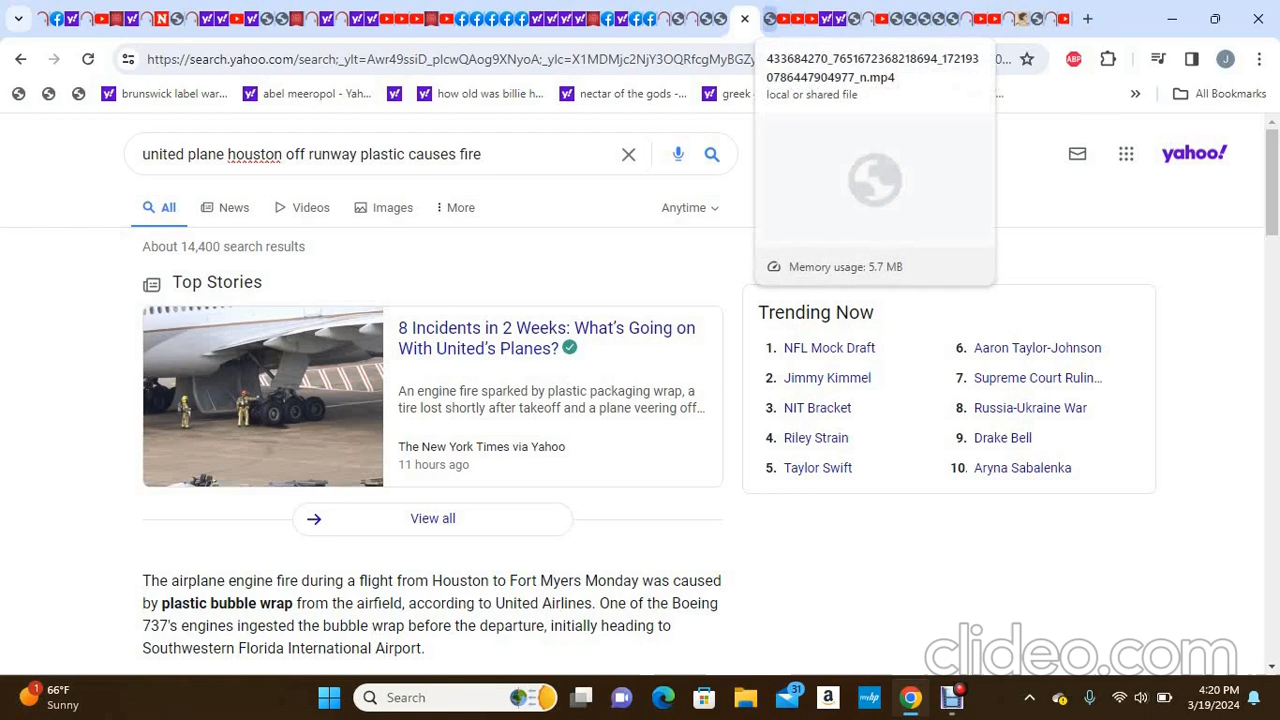 433684270_7651672368218694_172193
0786447904977_n.mp4
local or shared file
Memory usage: 5.7 MB
https://search.yahoo.com/search;_ylt=Awr49ssiD_plcwQAog9XNyoA;_ylc=X1MDMjc2NjY3OQRfcgMyBGZy
0...
J
brunswick label war...
abel meeropol - Yah...
how old was billie h...
nectar of the gods -...
greek
»
All Bookmarks
united plane houston off runway plastic causes fire
yahoo!
All
News
Videos
Images
More
Anytime
About 14,400 search results
Top Stories
8 Incidents in 2 Weeks: What's Going on
With United's Planes?
An engine fire sparked by plastic packaging wrap, a
tire lost shortly after takeoff and a plane veering off...
The New York Times via Yahoo
11 hours ago
View all
Trending Now
1. NFL Mock Draft
2. Jimmy Kimmel
3. NIT Bracket
4. Riley Strain
5. Taylor Swift
6. Aaron Taylor-Johnson
7. Supreme Court Rulin...
8. Russia-Ukraine War
9. Drake Bell
10. Aryna Sabalenka
The airplane engine fire during a flight from Houston to Fort Myers Monday was caused
by plastic bubble wrap from the airfield, according to United Airlines. One of the Boeing
737's engines ingested the bubble wrap before the departure, initially heading to
Southwestern Florida International Airport.
clideo.com
1
66°F
Sunny
Search
31
a
hp
4:20 PM
3/19/2024